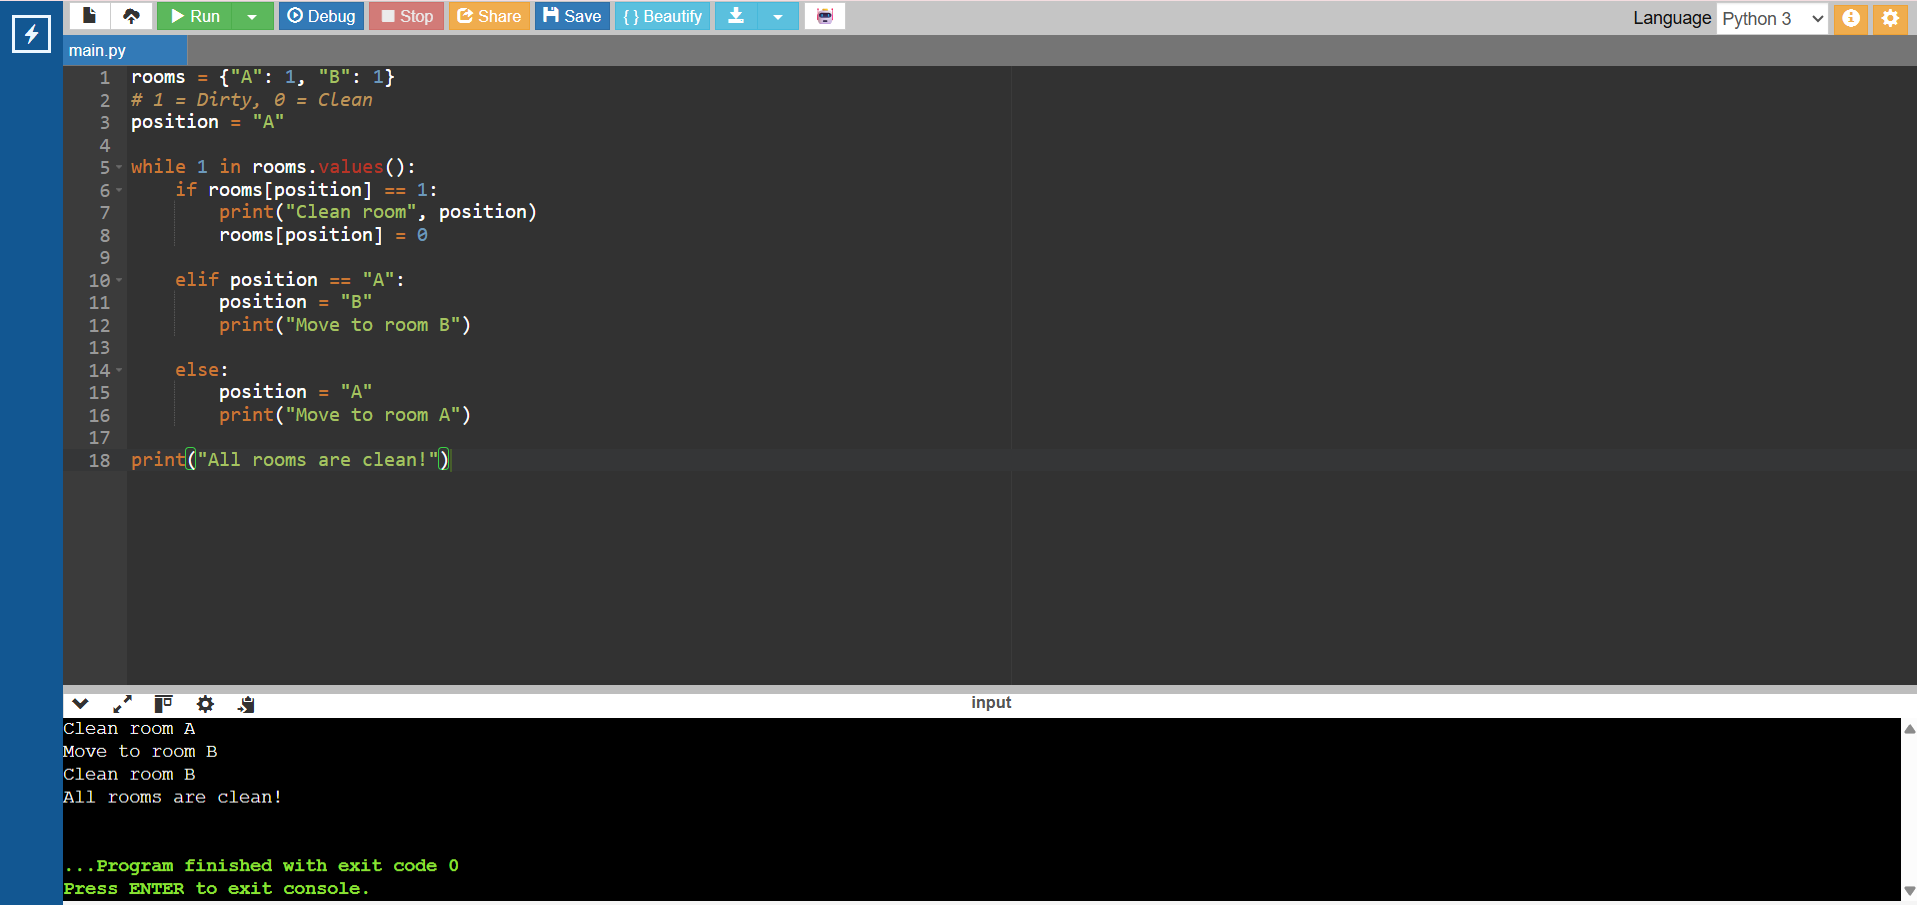 Run Debug Stop Share Save { } Beautify Language Python 3
main.py
1 rooms = {"A": 1, "B": 1}
2 # 1 = Dirty, 0 = Clean
3 position = "A"
4
5 while 1 in rooms.values():
6     if rooms[position] == 1:
7         print("Clean room", position)
8         rooms[position] = 0
9
10     elif position == "A":
11         position = "B"
12         print("Move to room B")
13
14     else:
15         position = "A"
16         print("Move to room A")
17
18 print("All rooms are clean!")
input
Clean room A
Move to room B
Clean room B
All rooms are clean!
...Program finished with exit code 0
Press ENTER to exit console.